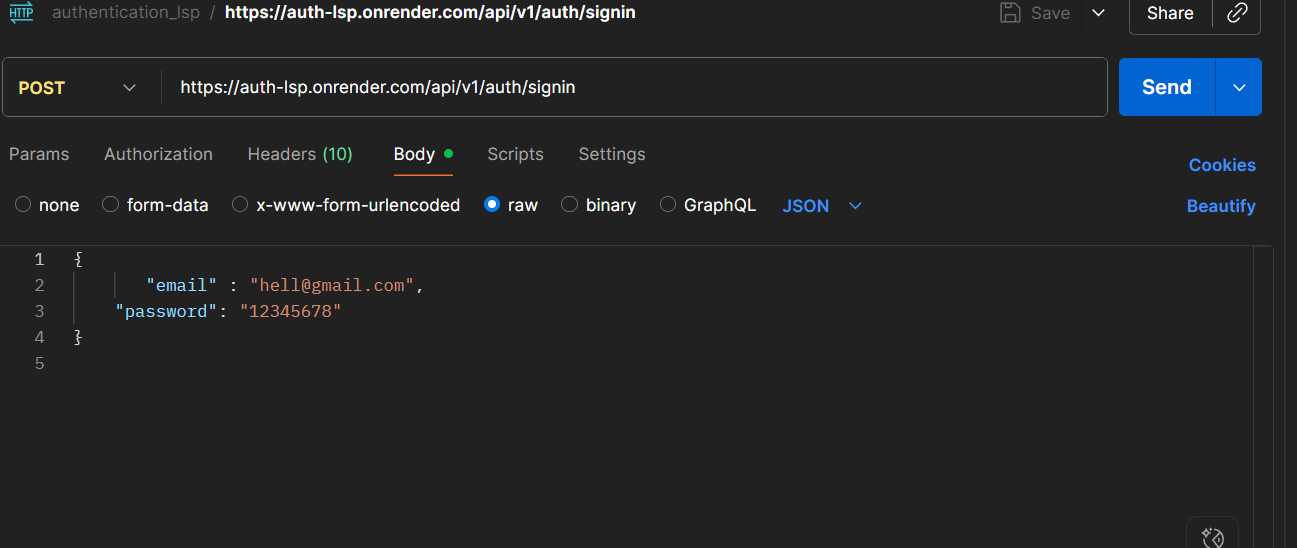 HTTP authentication_lsp / https://auth-lsp.onrender.com/api/v1/auth/signin Save Share
POST https://auth-lsp.onrender.com/api/v1/auth/signin Send
Params Authorization Headers (10) Body Scripts Settings Cookies
none form-data x-www-form-urlencoded raw binary GraphQL JSON Beautify
1 {
2 "email" : "hell@gmail.com",
3 "password": "12345678"
4 }
5